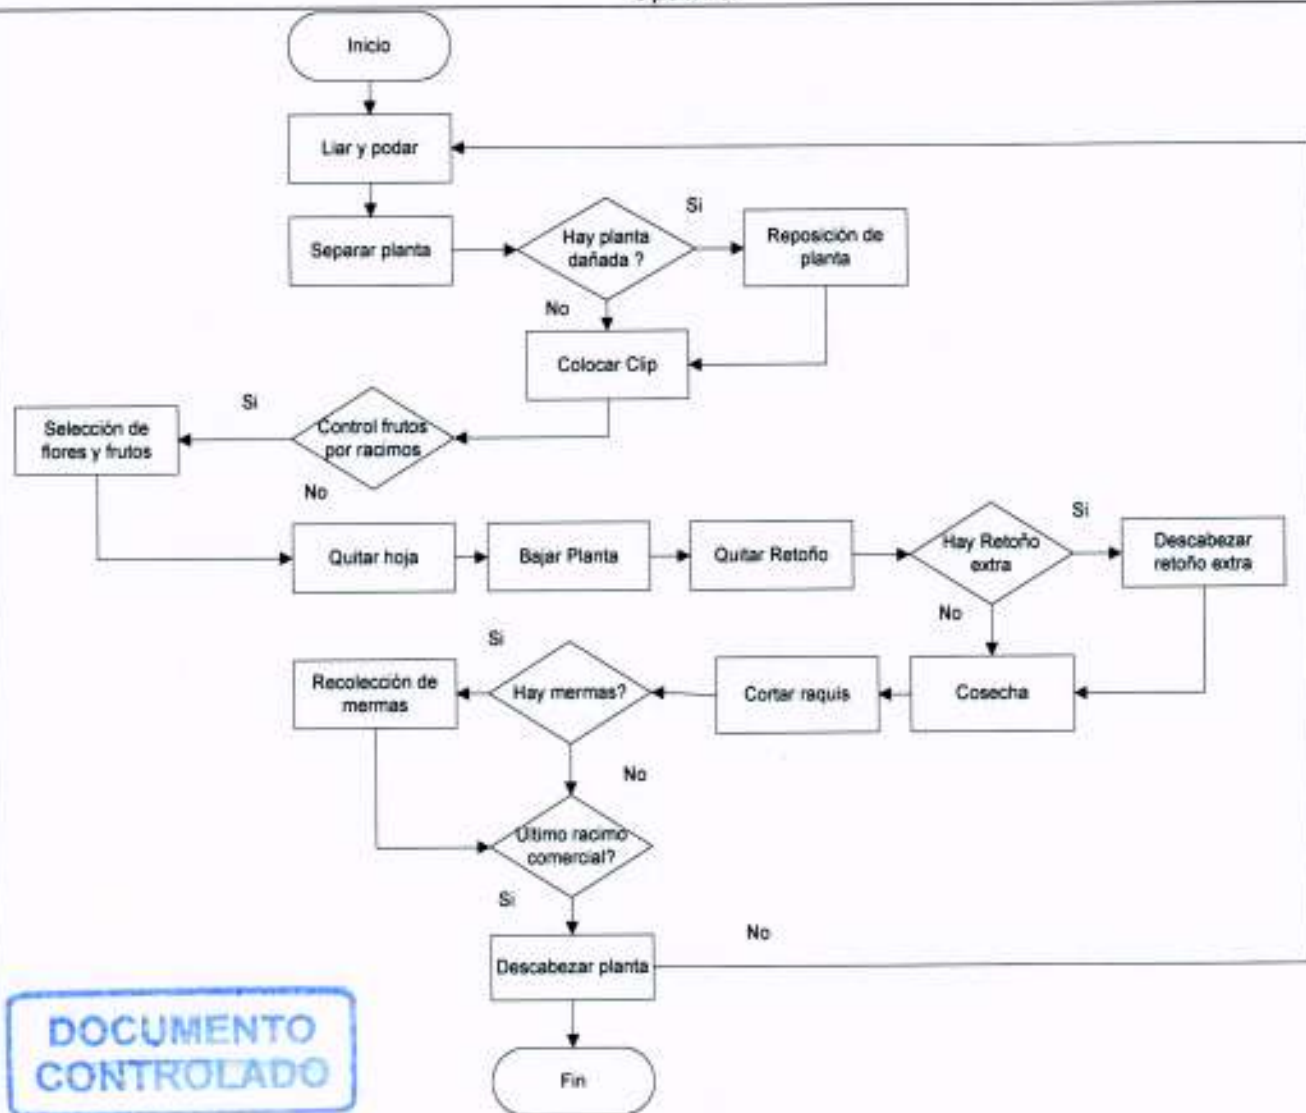 Inicio
Liar y podar
Separar planta
Hay planta
dañada ?
Si
Reposición de
planta
No
Colocar Clip
Si
Control frutos
por racimos
Selección de
flores y frutos
No
Quitar hoja
Bajar Planta
Quitar Retoño
Hay Retoño
extra
Si
Descabezar
retoño extra
No
Cosecha
Cortar raquis
Hay mermas?
Si
Recolección de
mermas
No
Último racimo
comercial?
Si
Descabezar planta
No
Fin
DOCUMENTO
CONTROLADO